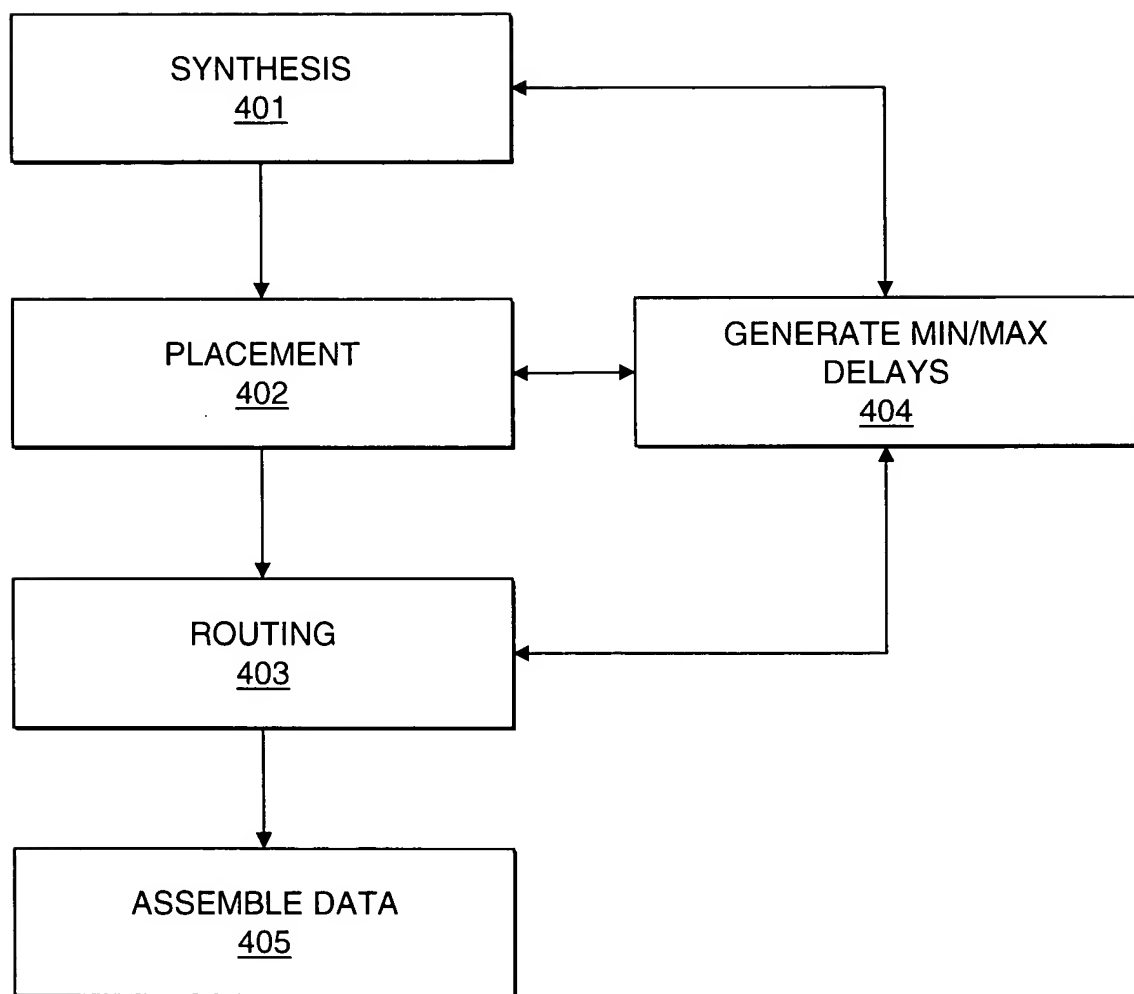 SYNTHESIS
401
PLACEMENT
402
GENERATE MIN/MAX
DELAYS
404
ROUTING
403
ASSEMBLE DATA
405